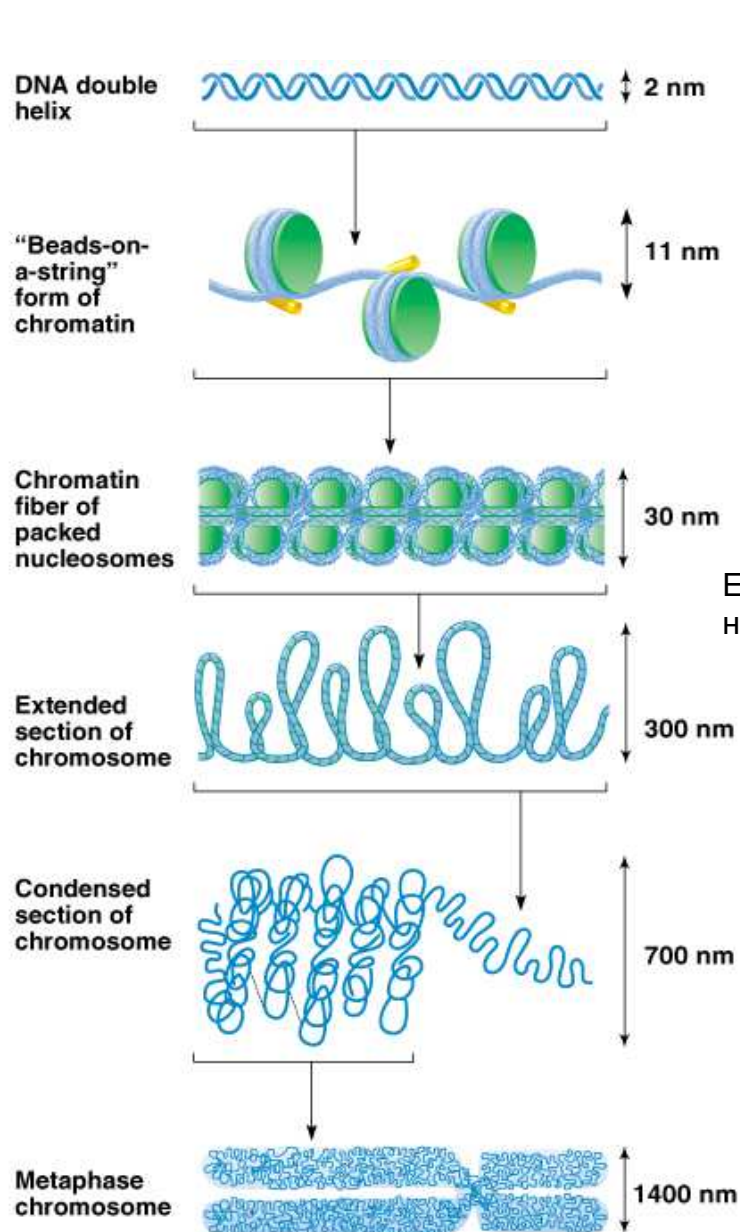 DNA double
helix
2 nm
“Beads-on-
a-string”
form of
chromatin
11 nm
Chromatin
fiber of
packed
nucleosomes
30 nm
Extended
section of
chromosome
300 nm
Condensed
section of
chromosome
700 nm
Metaphase
chromosome
1400 nm